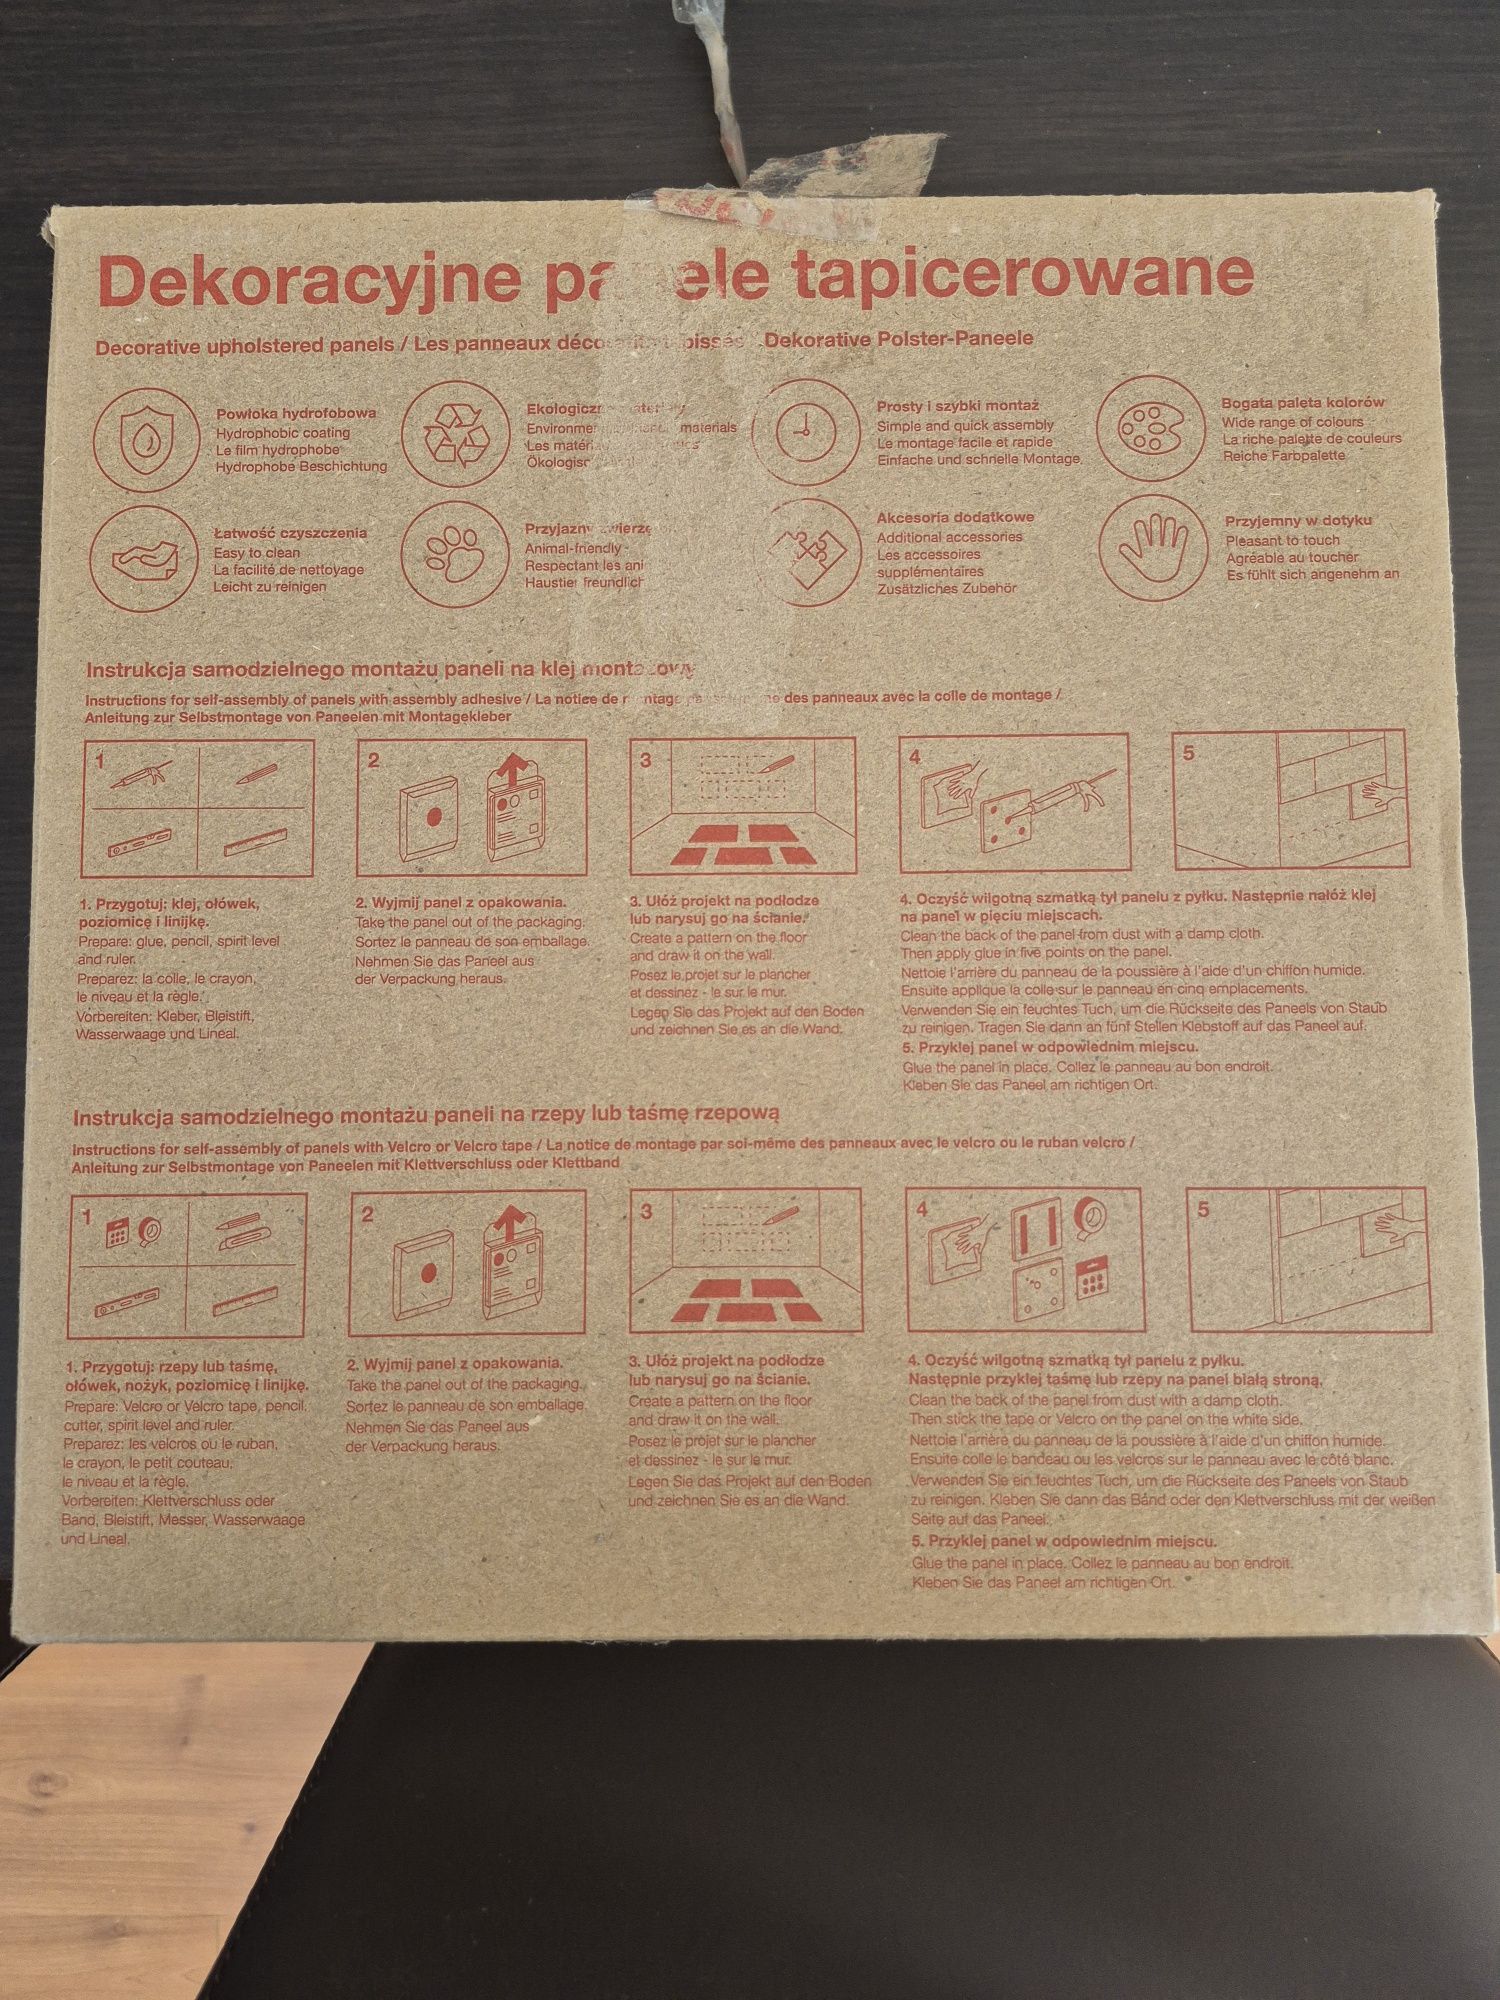 Dekoracyjne panele tapicerowane
Decorative upholstered panels / Les panneaux décoratifs tapissés Dekorative Polster-Paneele
Powłoka hydrofobowa
Hydrophobic coating
Le film hydrophobe
Hydrophobe Beschichtung
materials
Les
Prosty i szybki montaż
Simple and quick assembly
Le montage facile et rapide
Einfache und schnelle Montage
Bogata paleta kolorów
Wide range of colours
La riche palette de couleurs
Reiche Farbpalette
Łatwość czyszczenia
Easy to clean
La facilité de nettoyage
Leicht zu reinigen
Animal-friendly
Respectant les
Haustier freundlich
Akcesoria dodatkowe
Additional accessories
Les accessoires
supplémentaires
Zusätzliches Zubehör
Przyjemny w dotyku
Pleasant to touch
Agréable au toucher
Es fühlt sich angenehm an
Instrukcja samodzielnego montażu paneli na klej montażowy
Instructions for self-assembly of panels with assembly adhesive / La notice de montage des panneaux avec la colle de montage /
Anleitung zur Selbstmontage von Paneelen mit Montagekleber
1
2
3
4
5
1. Przygotuj: klej, ołówek,
poziomicę i linijkę.
Prepare: glue, pencil, spirit level
and ruler.
Preparez: la colle, le crayon,
le niveau et la règle.
Vorbereiten: Kleber, Bleistift,
Wasserwaage und Lineal.
2. Wyjmij panel z opakowania.
Take the panel out of the packaging.
Sortez le panneau de son emballage.
Nehmen Sie das Paneel aus
der Verpackung heraus.
3. Ułóż projekt na podłodze
lub narysuj go na ścianie.
Create a pattern on the floor
and draw it on the wall.
Posez le projet sur le plancher
et dessinez - le sur le mur.
Legen Sie das Projekt auf den Boden
und zeichnen Sie es an die Wand.
4. Oczyść wilgotną szmatką tył panelu z pyłku. Następnie nałóż klej
na panel w pięciu miejscach.
Clean the back of the panel from dust with a damp cloth.
Then apply glue in five points on the panel.
Nettoie l'arrière du panneau de la poussière à l'aide d'un chiffon humide.
Ensuite applique la colle sur le panneau en cinq emplacements.
Verwenden Sie ein feuchtes Tuch, um die Rückseite des Paneels von Staub
zu reinigen. Tragen Sie dann an fünf Stellen Klebstoff auf das Paneel auf.
5. Przyklej panel w odpowiednim miejscu.
Glue the panel in place. Collez le panneau au bon endroit.
Kleben Sie das Paneel am richtigen Ort.
Instrukcja samodzielnego montażu paneli na rzepy lub taśmę rzepową
Instructions for self-assembly of panels with Velcro or Velcro tape / La notice de montage par soi-même des panneaux avec le velcro ou le ruban velcro /
Anleitung zur Selbstmontage von Paneelen mit Klettverschluss oder Klettband
1
2
3
4
5
1. Przygotuj: rzepy lub taśmę,
ołówek, nożyk, poziomicę i linijkę.
Prepare: Velcro or Velcro tape, pencil,
cutter, spirit level and ruler.
Preparez: les velcros ou le ruban,
le crayon, le petit couteau,
le niveau et la règle.
Vorbereiten: Klettverschluss oder
Band, Bleistift, Messer, Wasserwaage
und Lineal.
2. Wyjmij panel z opakowania.
Take the panel out of the packaging.
Sortez le panneau de son emballage.
Nehmen Sie das Paneel aus
der Verpackung heraus.
3. Ułóż projekt na podłodze
lub narysuj go na ścianie.
Create a pattern on the floor
and draw it on the wall.
Posez le projet sur le plancher
et dessinez - le sur le mur.
Legen Sie das Projekt auf den Boden
und zeichnen Sie es an die Wand.
4. Oczyść wilgotną szmatką tył panelu z pyłku.
Następnie przyklej taśmę lub rzepy na panel białą stroną.
Clean the back of the panel from dust with a damp cloth.
Then stick the tape or Velcro on the panel on the white side.
Nettoie l'arrière du panneau de la poussière à l'aide d'un chiffon humide.
Ensuite colle le bandeau ou les velcros sur le panneau avec le côté blanc.
Verwenden Sie ein feuchtes Tuch, um die Rückseite des Paneels von Staub
zu reinigen. Kleben Sie dann das Band oder den Klettverschluss mit der weißen
Seite auf das Paneel.
5. Przyklej panel w odpowiednim miejscu.
Glue the panel in place. Collez le panneau au bon endroit.
Kleben Sie das Paneel am richtigen Ort.